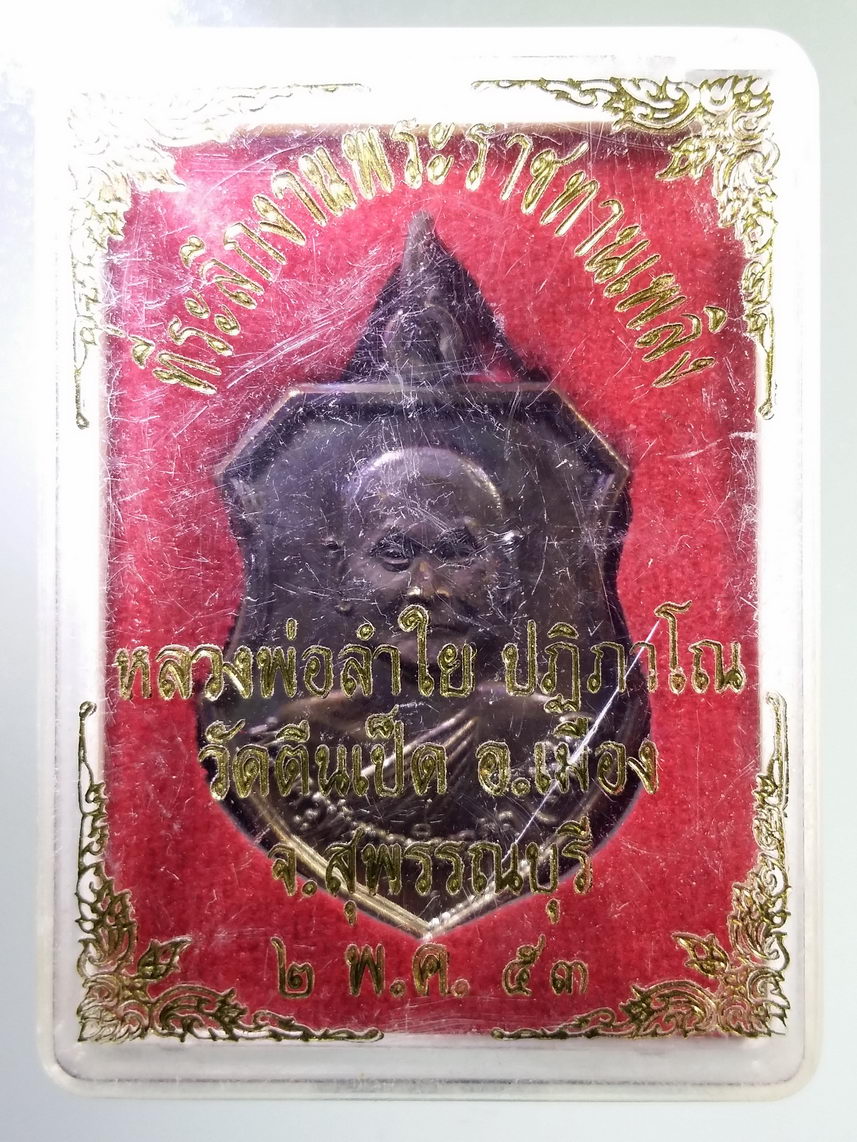 ที่ระลึกงานพระราชทานเพลิง
หลวงพ่อลำใย ปฏิภาโณ
วัดตีนเป็ด อ.เมือง
จ.สุพรรณบุรี
๒ พ.ค. ๕๓